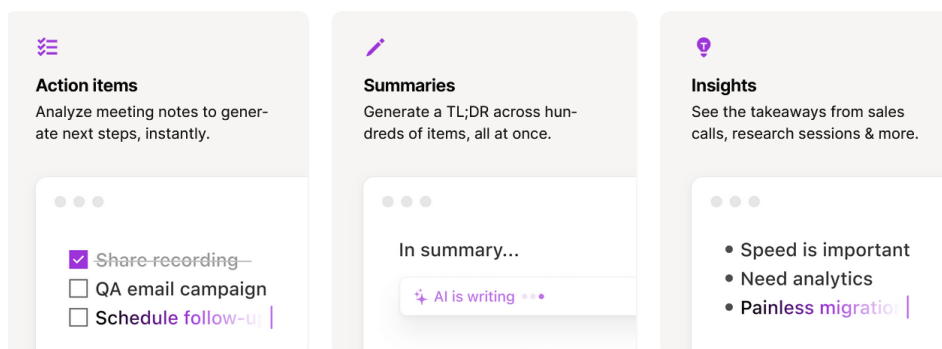 Action items
Analyze meeting notes to gener-
ate next steps, instantly.
Share recording
QA email campaign
Schedule follow-up
Summaries
Generate a TL;DR across hun-
dreds of items, all at once.
In summary...
AI is writing
Insights
See the takeaways from sales
calls, research sessions & more.
Speed is important
Need analytics
Painless migration